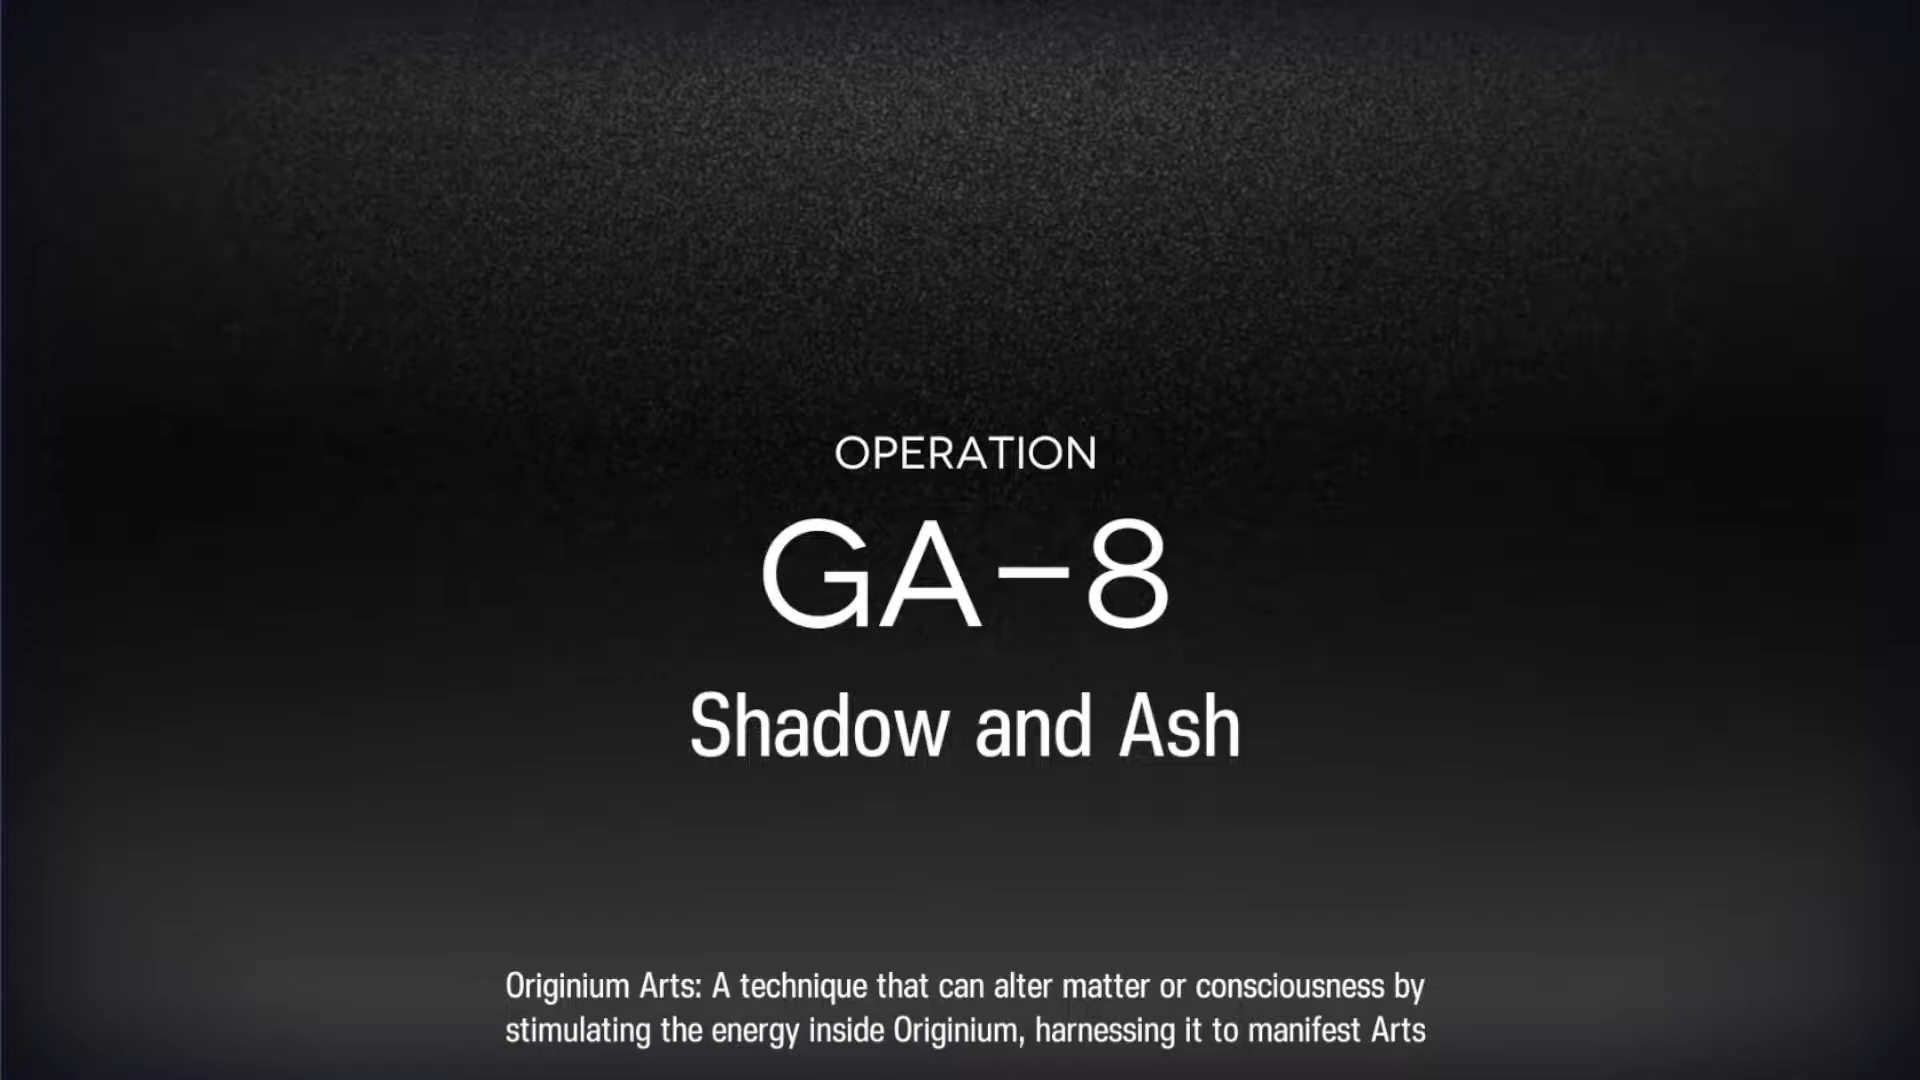 OPERATION
GA-8
Shadow and Ash
Originium Arts: A technique that can alter matter or consciousness by
stimulating the energy inside Originium, harnessing it to manifest Arts